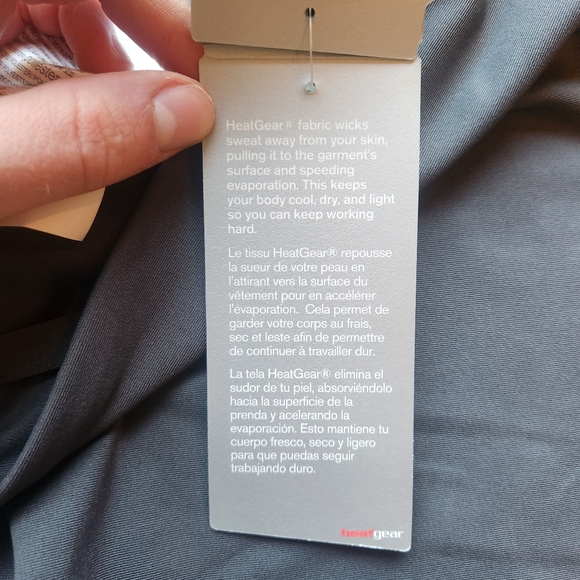 HeatGear® fabric wicks
sweat away from your skin,
pulling it to the garment's
surface and speeding
evaporation. This keeps
your body cool, dry, and light
so you can keep working
hard.
Le tissu HeatGear® repousse
la sueur de votre peau en
l'attirant vers la surface du
vêtement pour en accélérer
l'évaporation. Cela permet de
garder votre corps au frais,
sec et leste afin de permettre
de continuer à travailler dur.
La tela HeatGear® elimina el
sudor de tu piel, absorviéndolo
hacia la superficie de la
prenda y acelerando la
evaporación. Esto mantiene tu
cuerpo fresco, seco y ligero
para que puedas seguir
trabajando duro.
heatgear